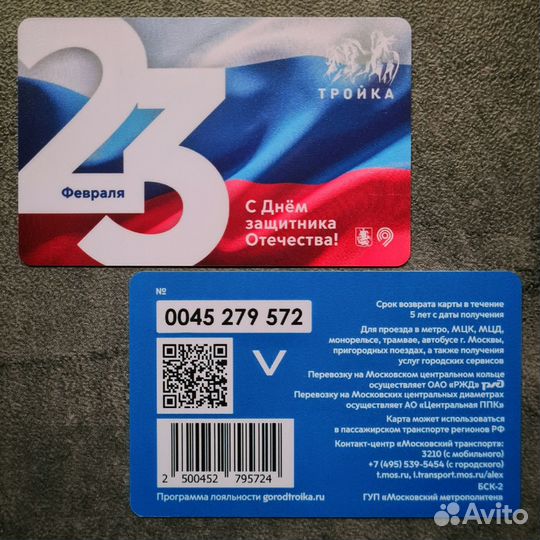 23
Февраля
ТРОЙКА
С Днём
защитника
Отечества!
№
0045 279 572
2 500452 795724
Программа лояльности gorodtroika.ru
Срок возврата карты в течение
5 лет с даты получения
Для проезда в метро, МЦК, МЦД,
монорельсе, трамвае, автобусе г. Москвы,
пригородных поездах, а также получения
услуг городских сервисов
Перевозку на Московском центральном кольце
осуществляет ОАО «РЖД» РЖД
Перевозку на Московских центральных диаметрах
осуществляет АО «Центральная ППК»
Карта может использоваться
в пассажирском транспорте регионов РФ
Контакт-центр «Московский транспорт»:
3210 (с мобильного)
+7 (495) 539-5454 (с городского)
t.mos.ru, i.transport.mos.ru/alex
БСК-2
ГУП «Московский метрополитен»
Avito